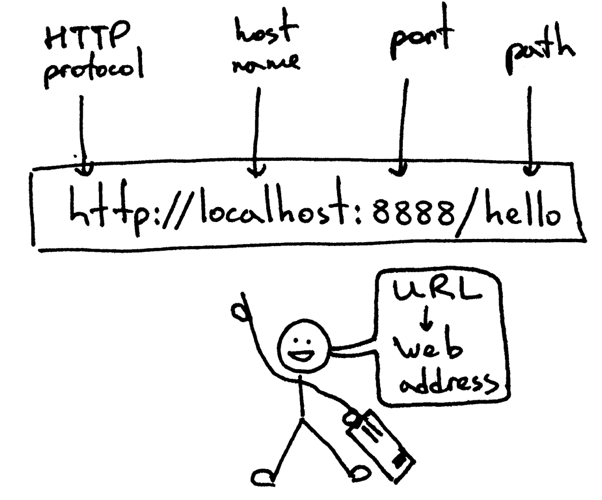 HTTP protocol
host name
port
path
http://localhost:8888/hello
URL
web
address